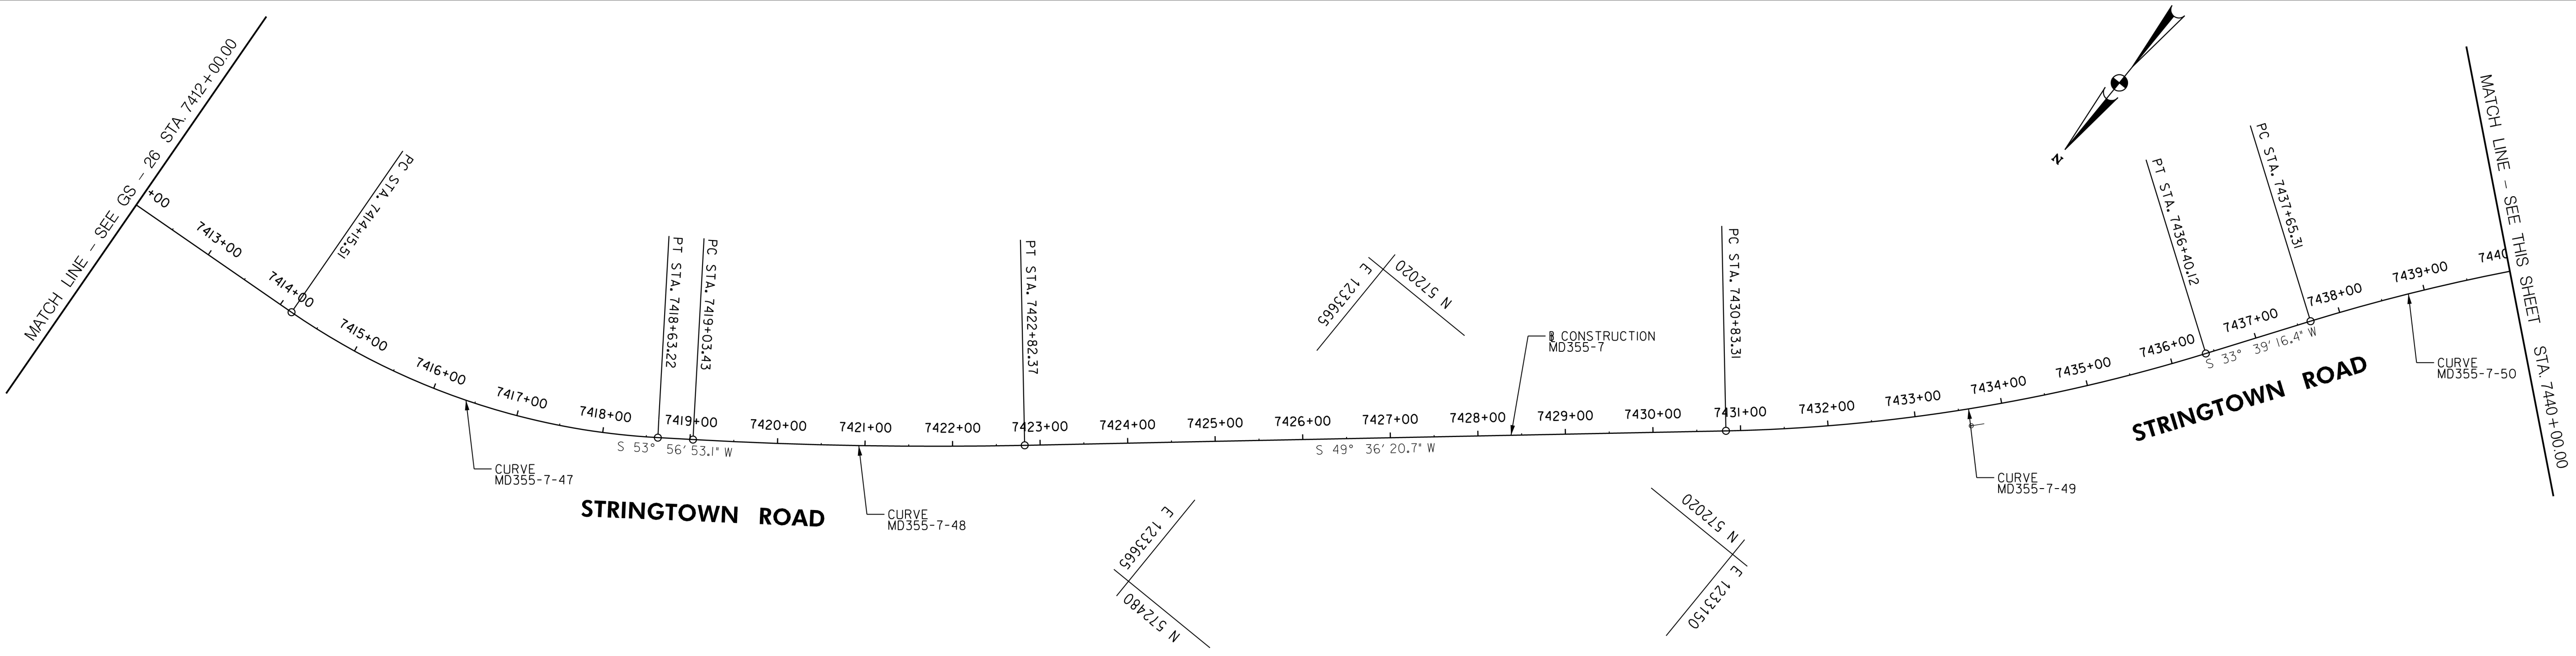 MATCH LINE - SEE GS - 26 STA. 7412+00.00
+00
7413+00
7414+00
PC STA. 7414+15.51
7415+00
7416+00
7417+00
7418+00
CURVE
MD355-7-47
PT STA. 7418+63.22
PC STA. 7419+03.43
7419+00
S 53° 56' 53.1" W
STRINGTOWN ROAD
7420+00
7421+00
7422+00
CURVE
MD355-7-48
PT STA. 7422+82.37
7423+00
7424+00
7425+00
7426+00
7427+00
7428+00
7429+00
7430+00
S 49° 36' 20.7" W
E 1233665
N 572020
E 1233665
N 572480
N 572020
E 1233150
℄ CONSTRUCTION
MD355-7
PC STA. 7430+83.31
7431+00
7432+00
7433+00
7434+00
7435+00
7436+00
CURVE
MD355-7-49
N
PT STA. 7436+40.12
7437+00
S 33° 39' 16.4" W
PC STA. 7437+65.31
7438+00
7439+00
7440
STRINGTOWN ROAD
CURVE
MD355-7-50
MATCH LINE - SEE THIS SHEET STA. 7440+00.00